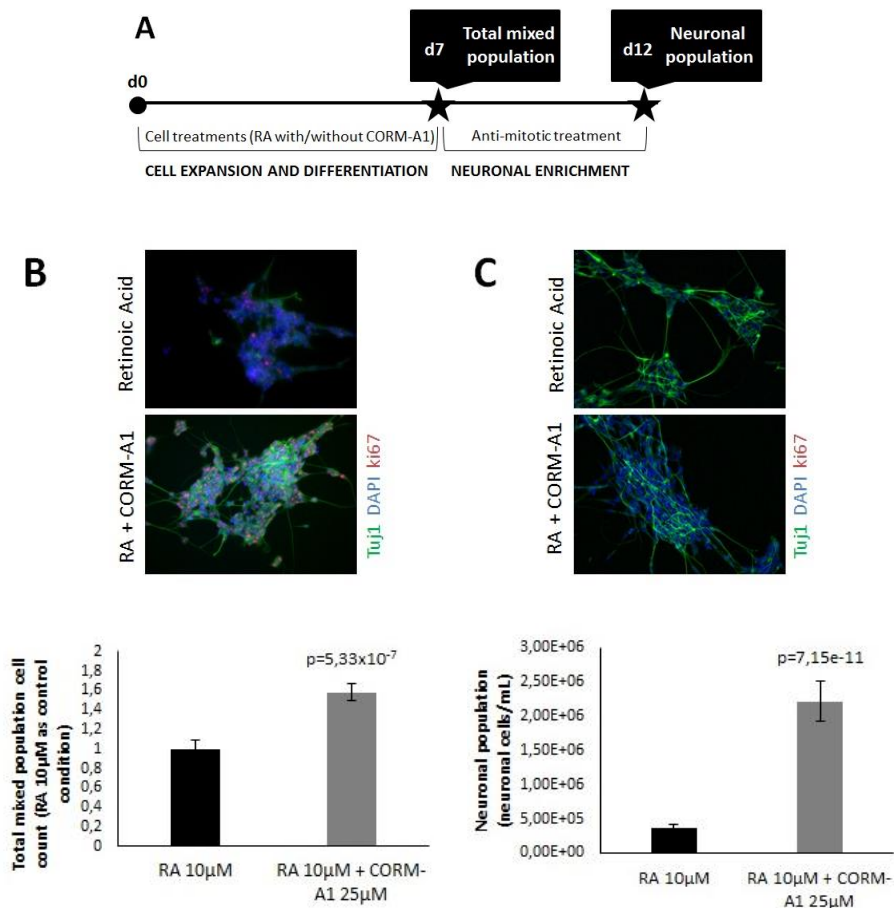 A
d0
d7 Total mixed population
d12 Neuronal population
Cell treatments (RA with/without CORM-A1)
Anti-mitotic treatment
CELL EXPANSION AND DIFFERENTIATION
NEURONAL ENRICHMENT
B
Retinoic Acid
RA + CORM-A1
Tuj1 DAPI ki67
C
Retinoic Acid
RA + CORM-A1
Tuj1 DAPI ki67
Total mixed population cell
count (RA 10µM as control
condition)
2
1,8
1,6
1,4
1,2
1
0,8
0,6
0,4
0,2
0
p=5,33x10-7
RA 10µM
RA 10µM + CORM-
A1 25µM
Neuronal population
(neuronal cells/mL)
3,00E+06
2,50E+06
2,00E+06
1,50E+06
1,00E+06
5,00E+05
0,00E+00
p=7,15e-11
RA 10µM
RA 10µM + CORM-
A1 25µM